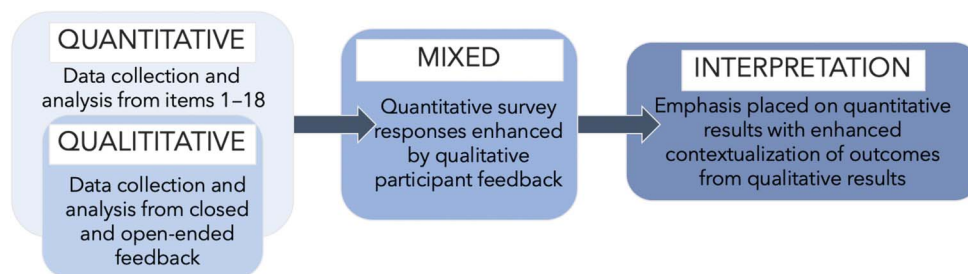 QUANTITATIVE
Data collection and
analysis from items 1–18
QUALITITATIVE
Data collection and
analysis from closed
and open-ended
feedback
MIXED
Quantitative survey
responses enhanced
by qualitative
participant feedback
INTERPRETATION
Emphasis placed on quantitative
results with enhanced
contextualization of outcomes
from qualitative results